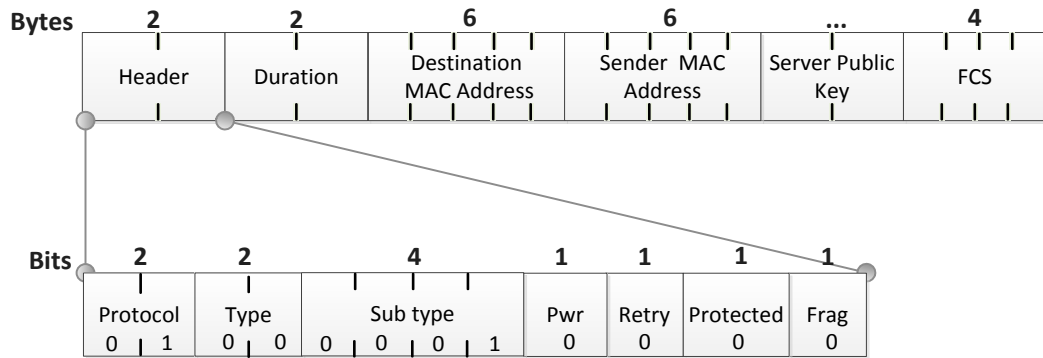 Bytes 2 2 6 6 ... 4
Header Duration Destination MAC Address Sender MAC Address Server Public Key FCS
Bits 2 2 4 1 1 1 1
Protocol Type Sub type Pwr Retry Protected Frag
0 1 0 0 0 0 0 1 0 0 0 0